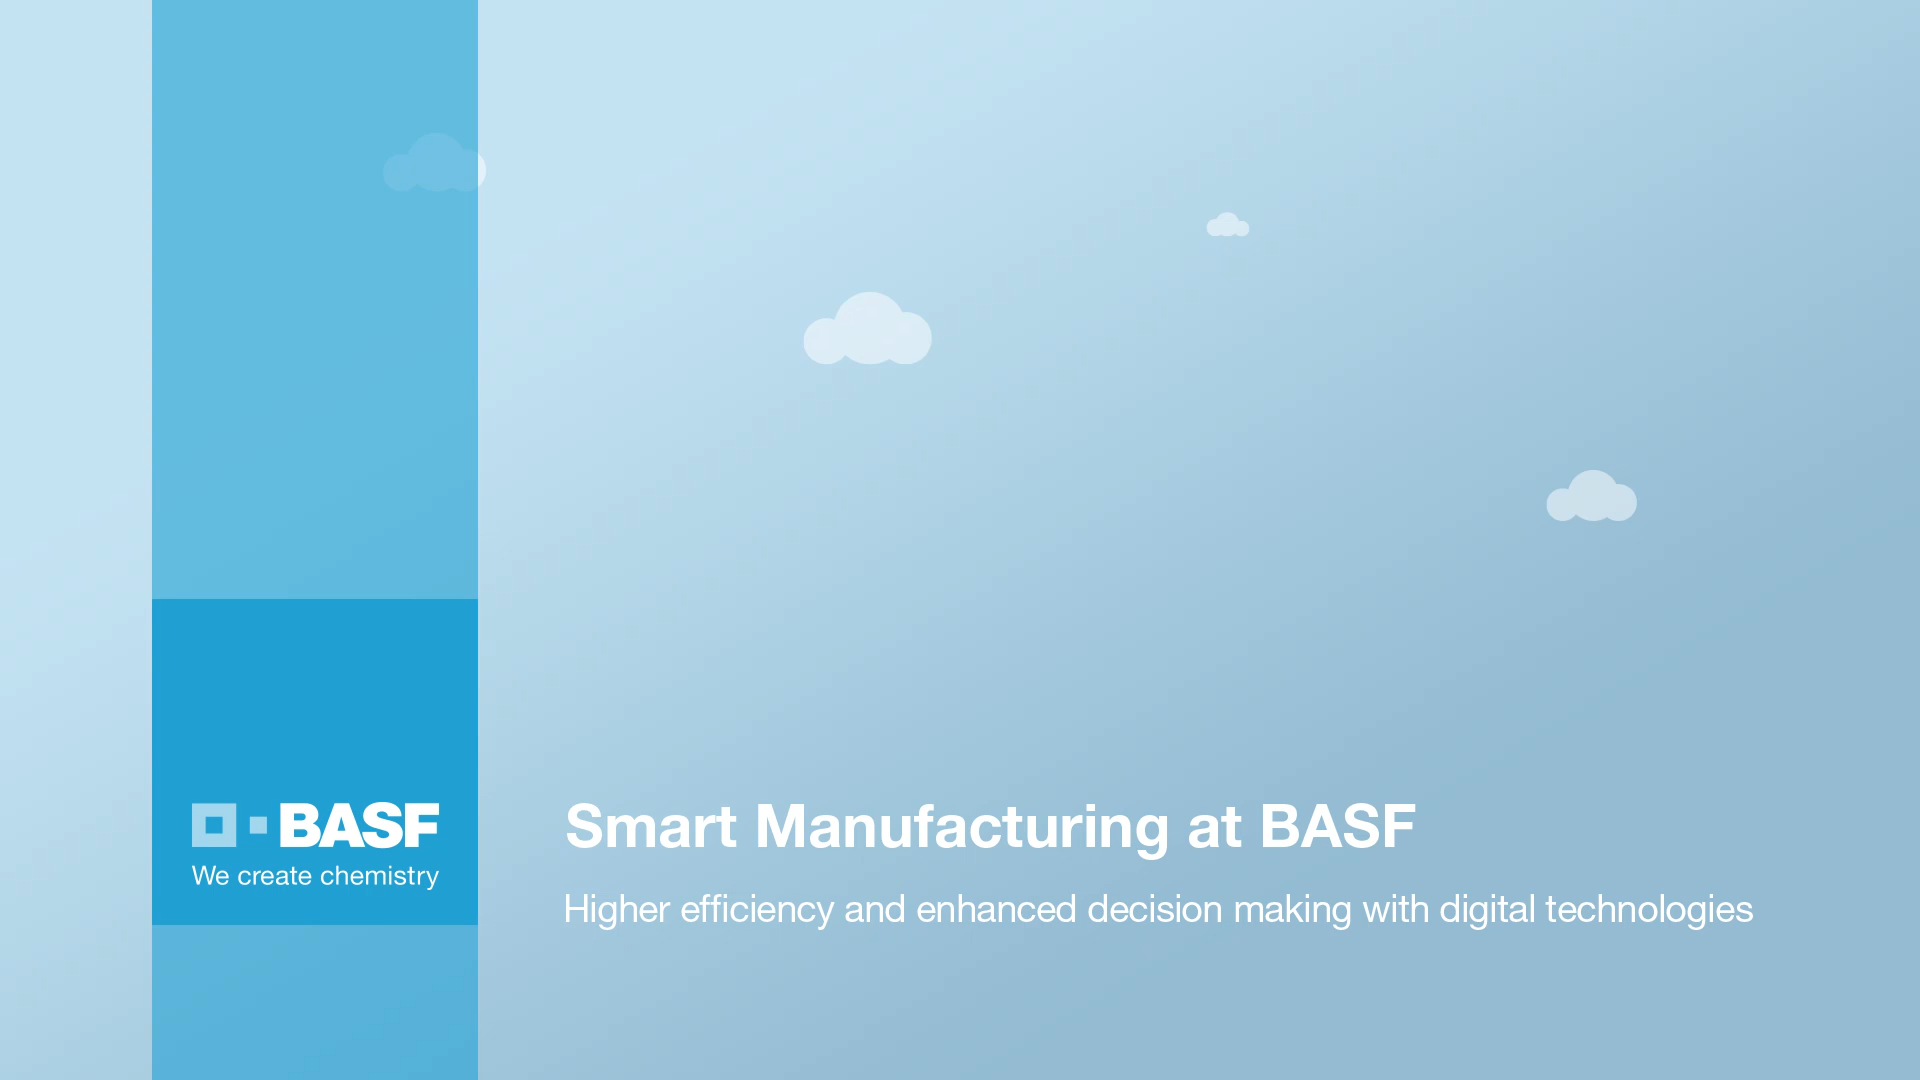 BASF
We create chemistry
Smart Manufacturing at BASF
Higher efficiency and enhanced decision making with digital technologies